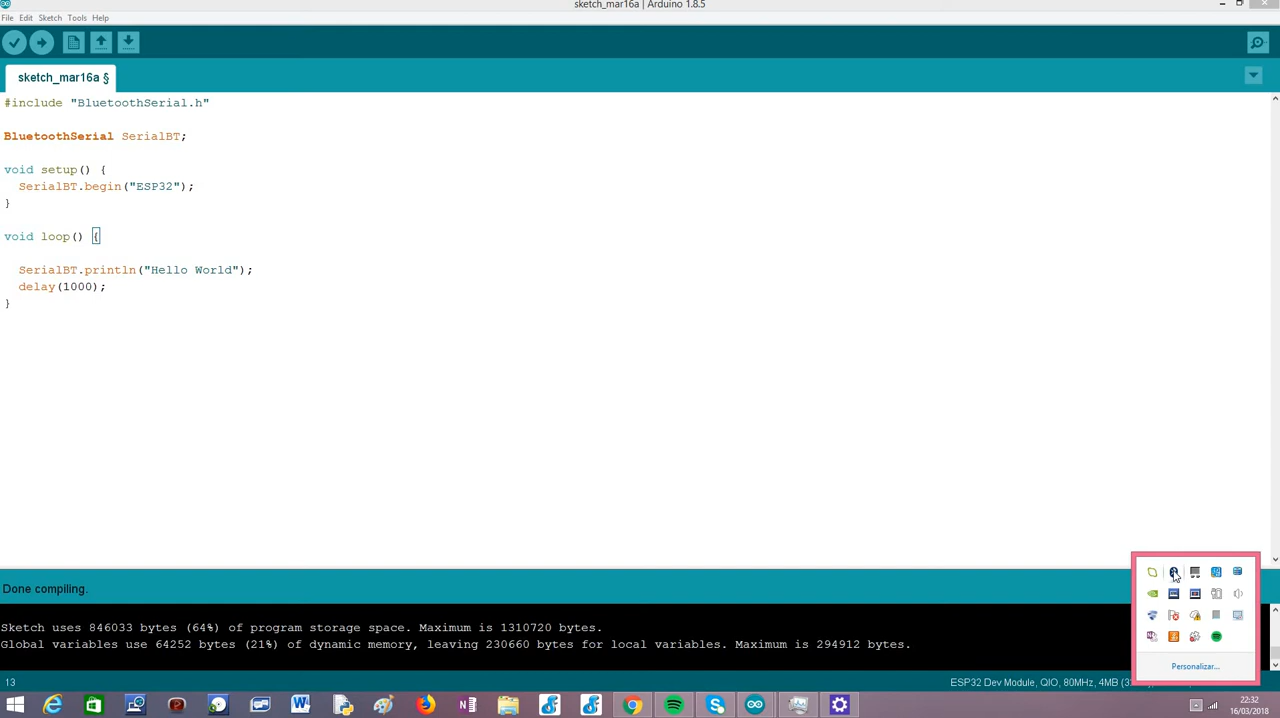 sketch_mar16a | Arduino 1.8.5
File Edit Sketch Tools Help
sketch_mar16a §
#include "BluetoothSerial.h"
BluetoothSerial SerialBT;
void setup() {
SerialBT.begin("ESP32");
}
void loop() {
SerialBT.println("Hello World");
delay(1000);
}
Done compiling.
Sketch uses 846033 bytes (64%) of program storage space. Maximum is 1310720 bytes.
Global variables use 64252 bytes (21%) of dynamic memory, leaving 230660 bytes for local variables. Maximum is 294912 bytes.
Personalizar...
13
ESP32 Dev Module, QIO, 80MHz, 4MB
22:32
16/03/2018